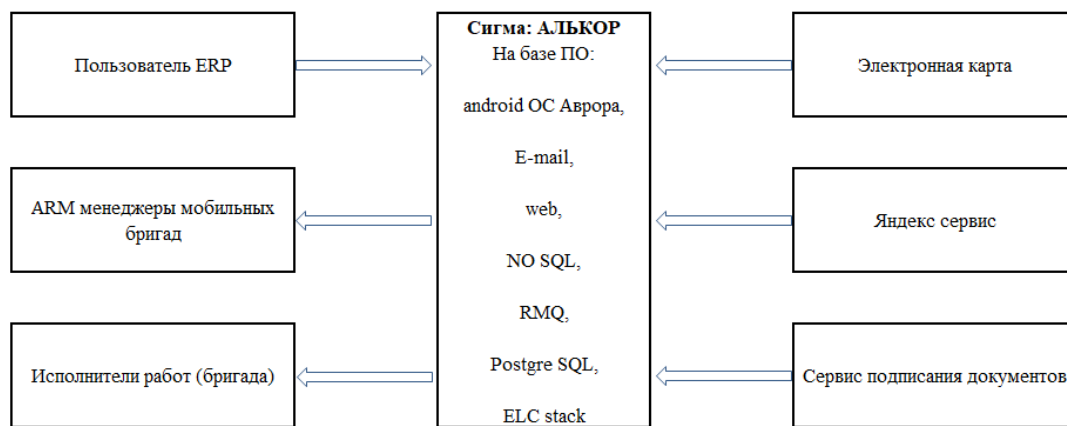 Пользователь ERP
ARM менеджеры мобильных
бригад
Исполнители работ (бригада)
Сигма: АЛЬКОР
На базе ПО:
android ОС Аврора,
E-mail,
web,
NO SQL,
RMQ,
Postgre SQL,
ELC stack
Электронная карта
Яндекс сервис
Сервис подписания документов